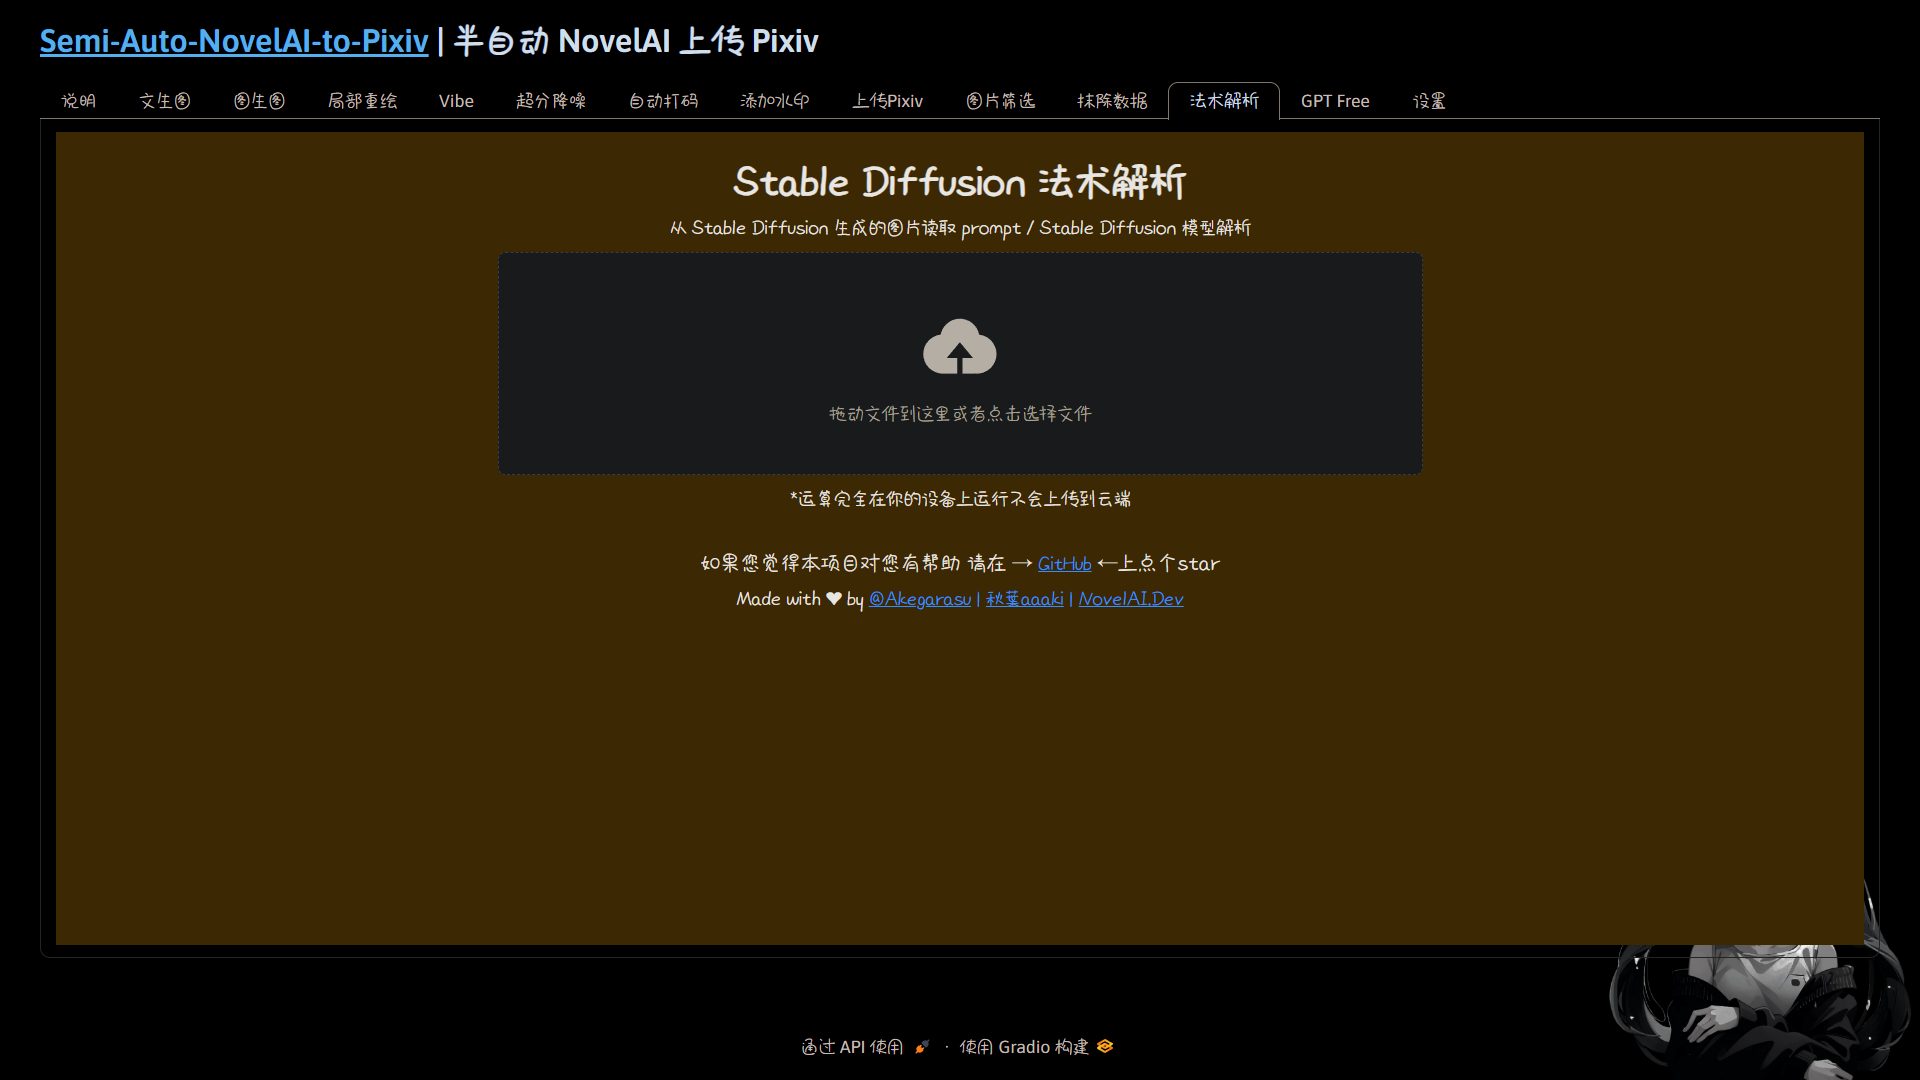 Semi-Auto-NovelAI-to-Pixiv | 半自动 NovelAI 上传 Pixiv
说明 文生图 图生图 局部重绘 Vibe 超分降噪 自动打码 添加水印 上传Pixiv 图片筛选 抹除数据 法术解析 GPT Free 设置
Stable Diffusion 法术解析
从 Stable Diffusion 生成的图片读取 prompt / Stable Diffusion 模型解析
拖动文件到这里或者点击选择文件
*运算完全在你的设备上运行不会上传到云端
如果您觉得本项目对您有帮助 请在 → GitHub ←上点个star
Made with ❤ by @Akegarasu | 秋葉aaaki | NovelAI.Dev
通过 API 使用 · 使用 Gradio 构建